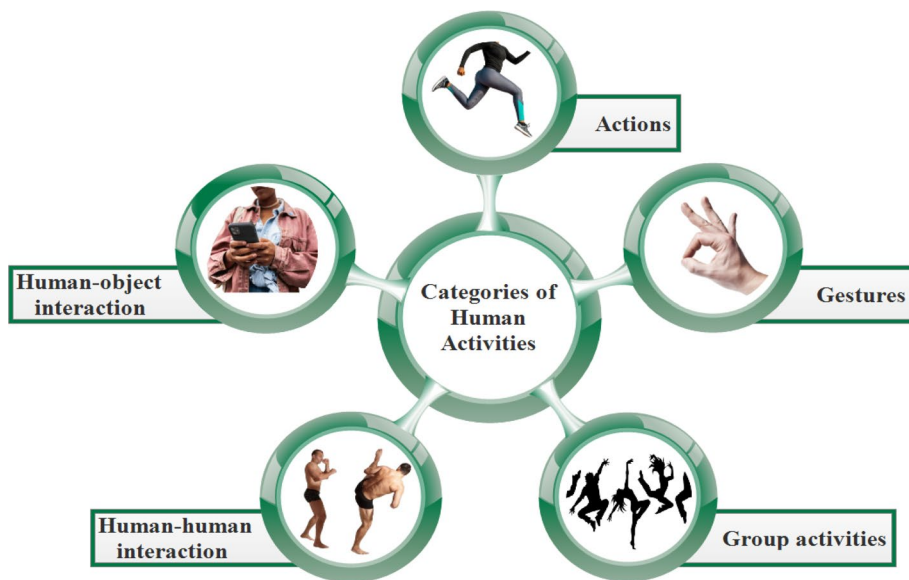 Actions
Human-object
interaction
Gestures
Categories of
Human
Activities
Human-human
interaction
Group activities